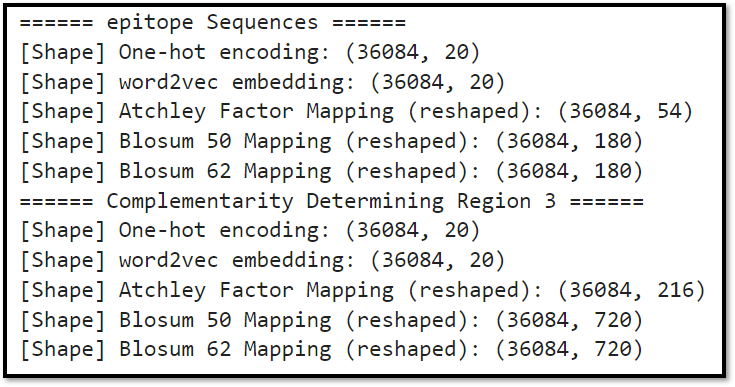 ====== epitope Sequences ======
[Shape] One-hot encoding: (36084, 20)
[Shape] word2vec embedding: (36084, 20)
[Shape] Atchley Factor Mapping (reshaped): (36084, 54)
[Shape] Blosum 50 Mapping (reshaped): (36084, 180)
[Shape] Blosum 62 Mapping (reshaped): (36084, 180)
====== Complementarity Determining Region 3 ======
[Shape] One-hot encoding: (36084, 20)
[Shape] word2vec embedding: (36084, 20)
[Shape] Atchley Factor Mapping (reshaped): (36084, 216)
[Shape] Blosum 50 Mapping (reshaped): (36084, 720)
[Shape] Blosum 62 Mapping (reshaped): (36084, 720)